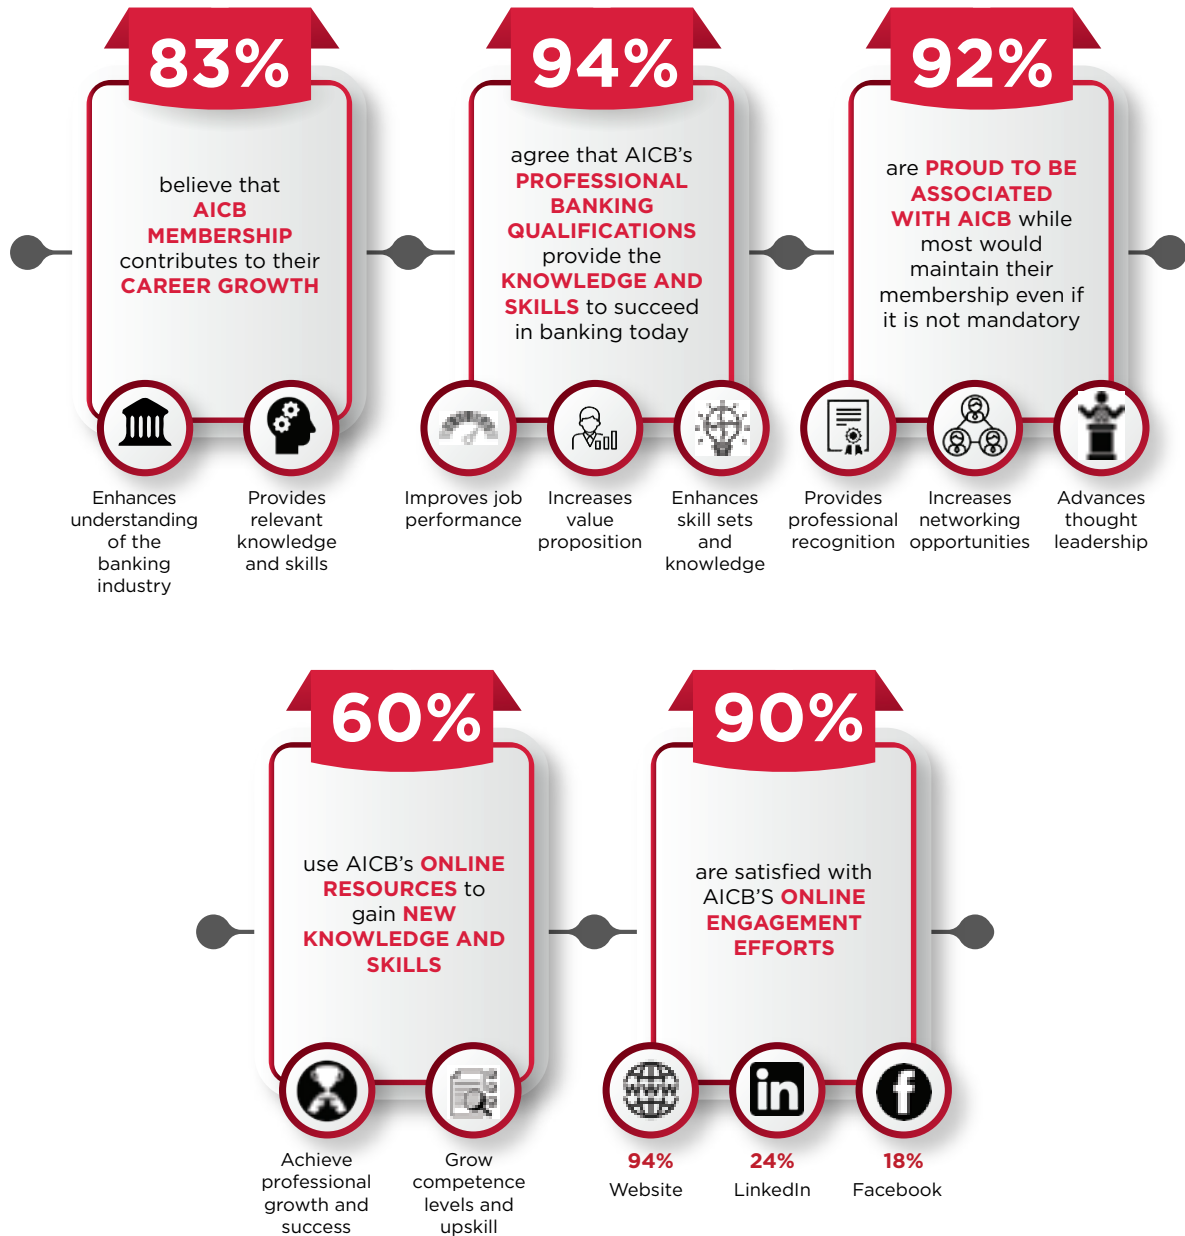 83%
believe that
AICB
MEMBERSHIP
contributes to their
CAREER GROWTH
Enhances
understanding
of the
banking
industry
Provides
relevant
knowledge
and skills
94%
agree that AICB's
PROFESSIONAL
BANKING
QUALIFICATIONS
provide the
KNOWLEDGE AND
SKILLS to succeed
in banking today
Improves job
performance
Increases
value
proposition
Enhances
skill sets
and
knowledge
92%
are PROUD TO BE
ASSOCIATED
WITH AICB while
most would
maintain their
membership even if
it is not mandatory
Provides
professional
recognition
Increases
networking
opportunities
Advances
thought
leadership
60%
use AICB's ONLINE
RESOURCES to
gain NEW
KNOWLEDGE AND
SKILLS
Achieve
professional
growth and
success
Grow
competence
levels and
upskill
90%
are satisfied with
AICB'S ONLINE
ENGAGEMENT
EFFORTS
www
94%
Website
in
24%
LinkedIn
f
18%
Facebook